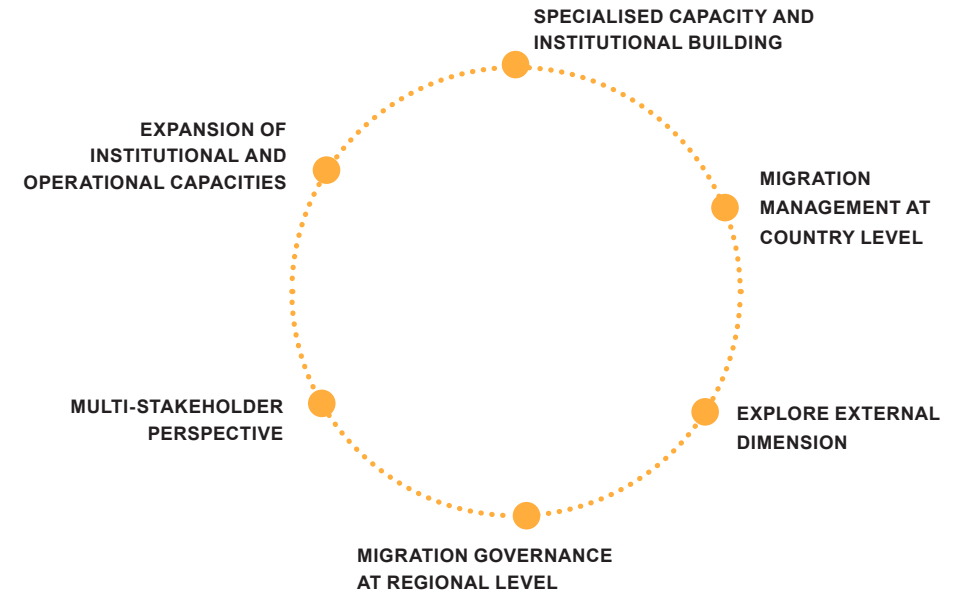 SPECIALISED CAPACITY AND
INSTITUTIONAL BUILDING
EXPANSION OF
INSTITUTIONAL AND
OPERATIONAL CAPACITIES
MIGRATION
MANAGEMENT AT
COUNTRY LEVEL
MULTI-STAKEHOLDER
PERSPECTIVE
EXPLORE EXTERNAL
DIMENSION
MIGRATION GOVERNANCE
AT REGIONAL LEVEL